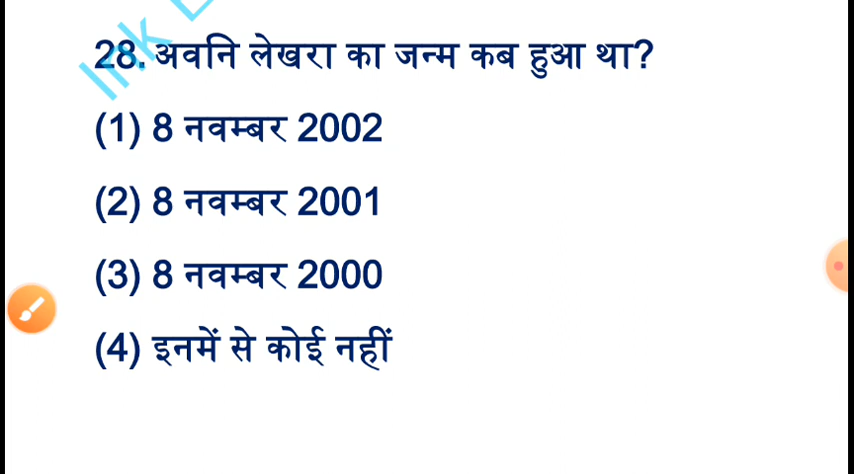 28. अवनि लेखरा का जन्म कब हुआ था?
(1) 8 नवम्बर 2002
(2) 8 नवम्बर 2001
(3) 8 नवम्बर 2000
(4) इनमें से कोई नहीं